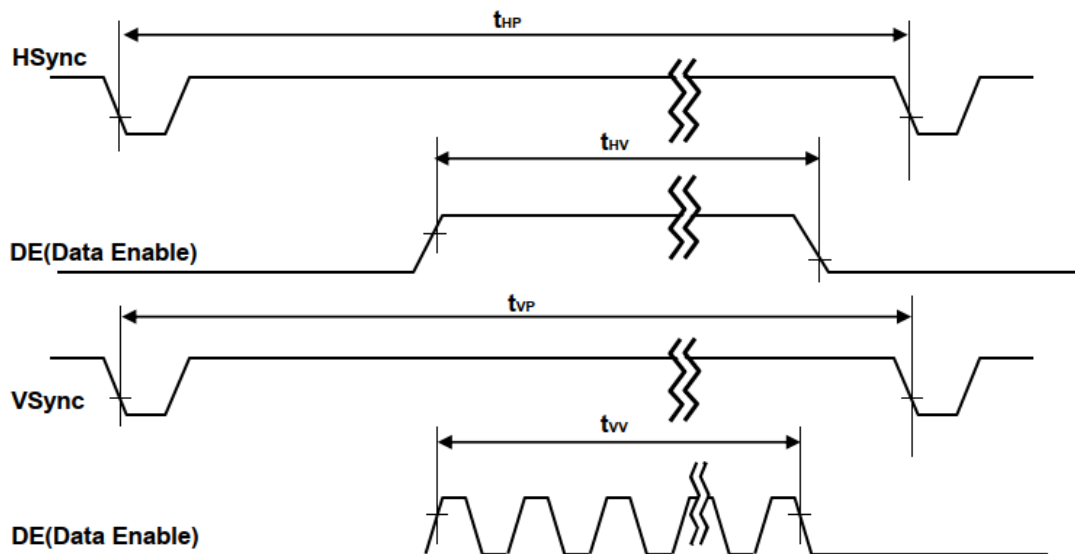 tHP
HSync
tHV
DE(Data Enable)
tVP
VSync
tVV
DE(Data Enable)